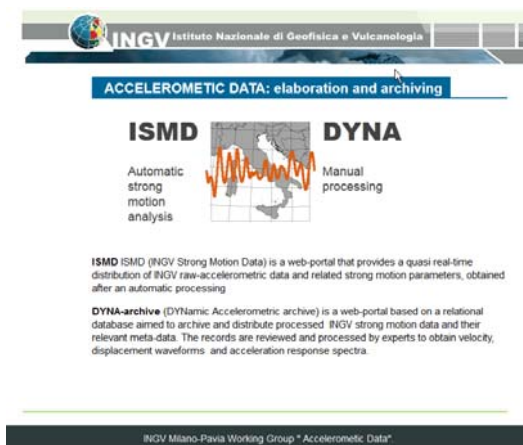 INGV Istituto Nazionale di Geofisica e Vulcanologia
ACCELEROMETIC DATA: elaboration and archiving
ISMD
DYNA
Automatic
strong
motion
analysis
Manual
processing
ISMD ISMD (INGV Strong Motion Data) is a web-portal that provides a quasi real-time
distribution of INGV raw-accelerometric data and related strong motion parameters, obtained
after an automatic processing
DYNA-archive (DYNamic Accelerometric archive) is a web-portal based on a relational
database aimed to archive and distribute processed INGV strong motion data and their
relevant meta-data. The records are reviewed and processed by experts to obtain velocity,
displacement waveforms and acceleration response spectra.
INGV Milano-Pavia Working Group " Accelerometic Data".